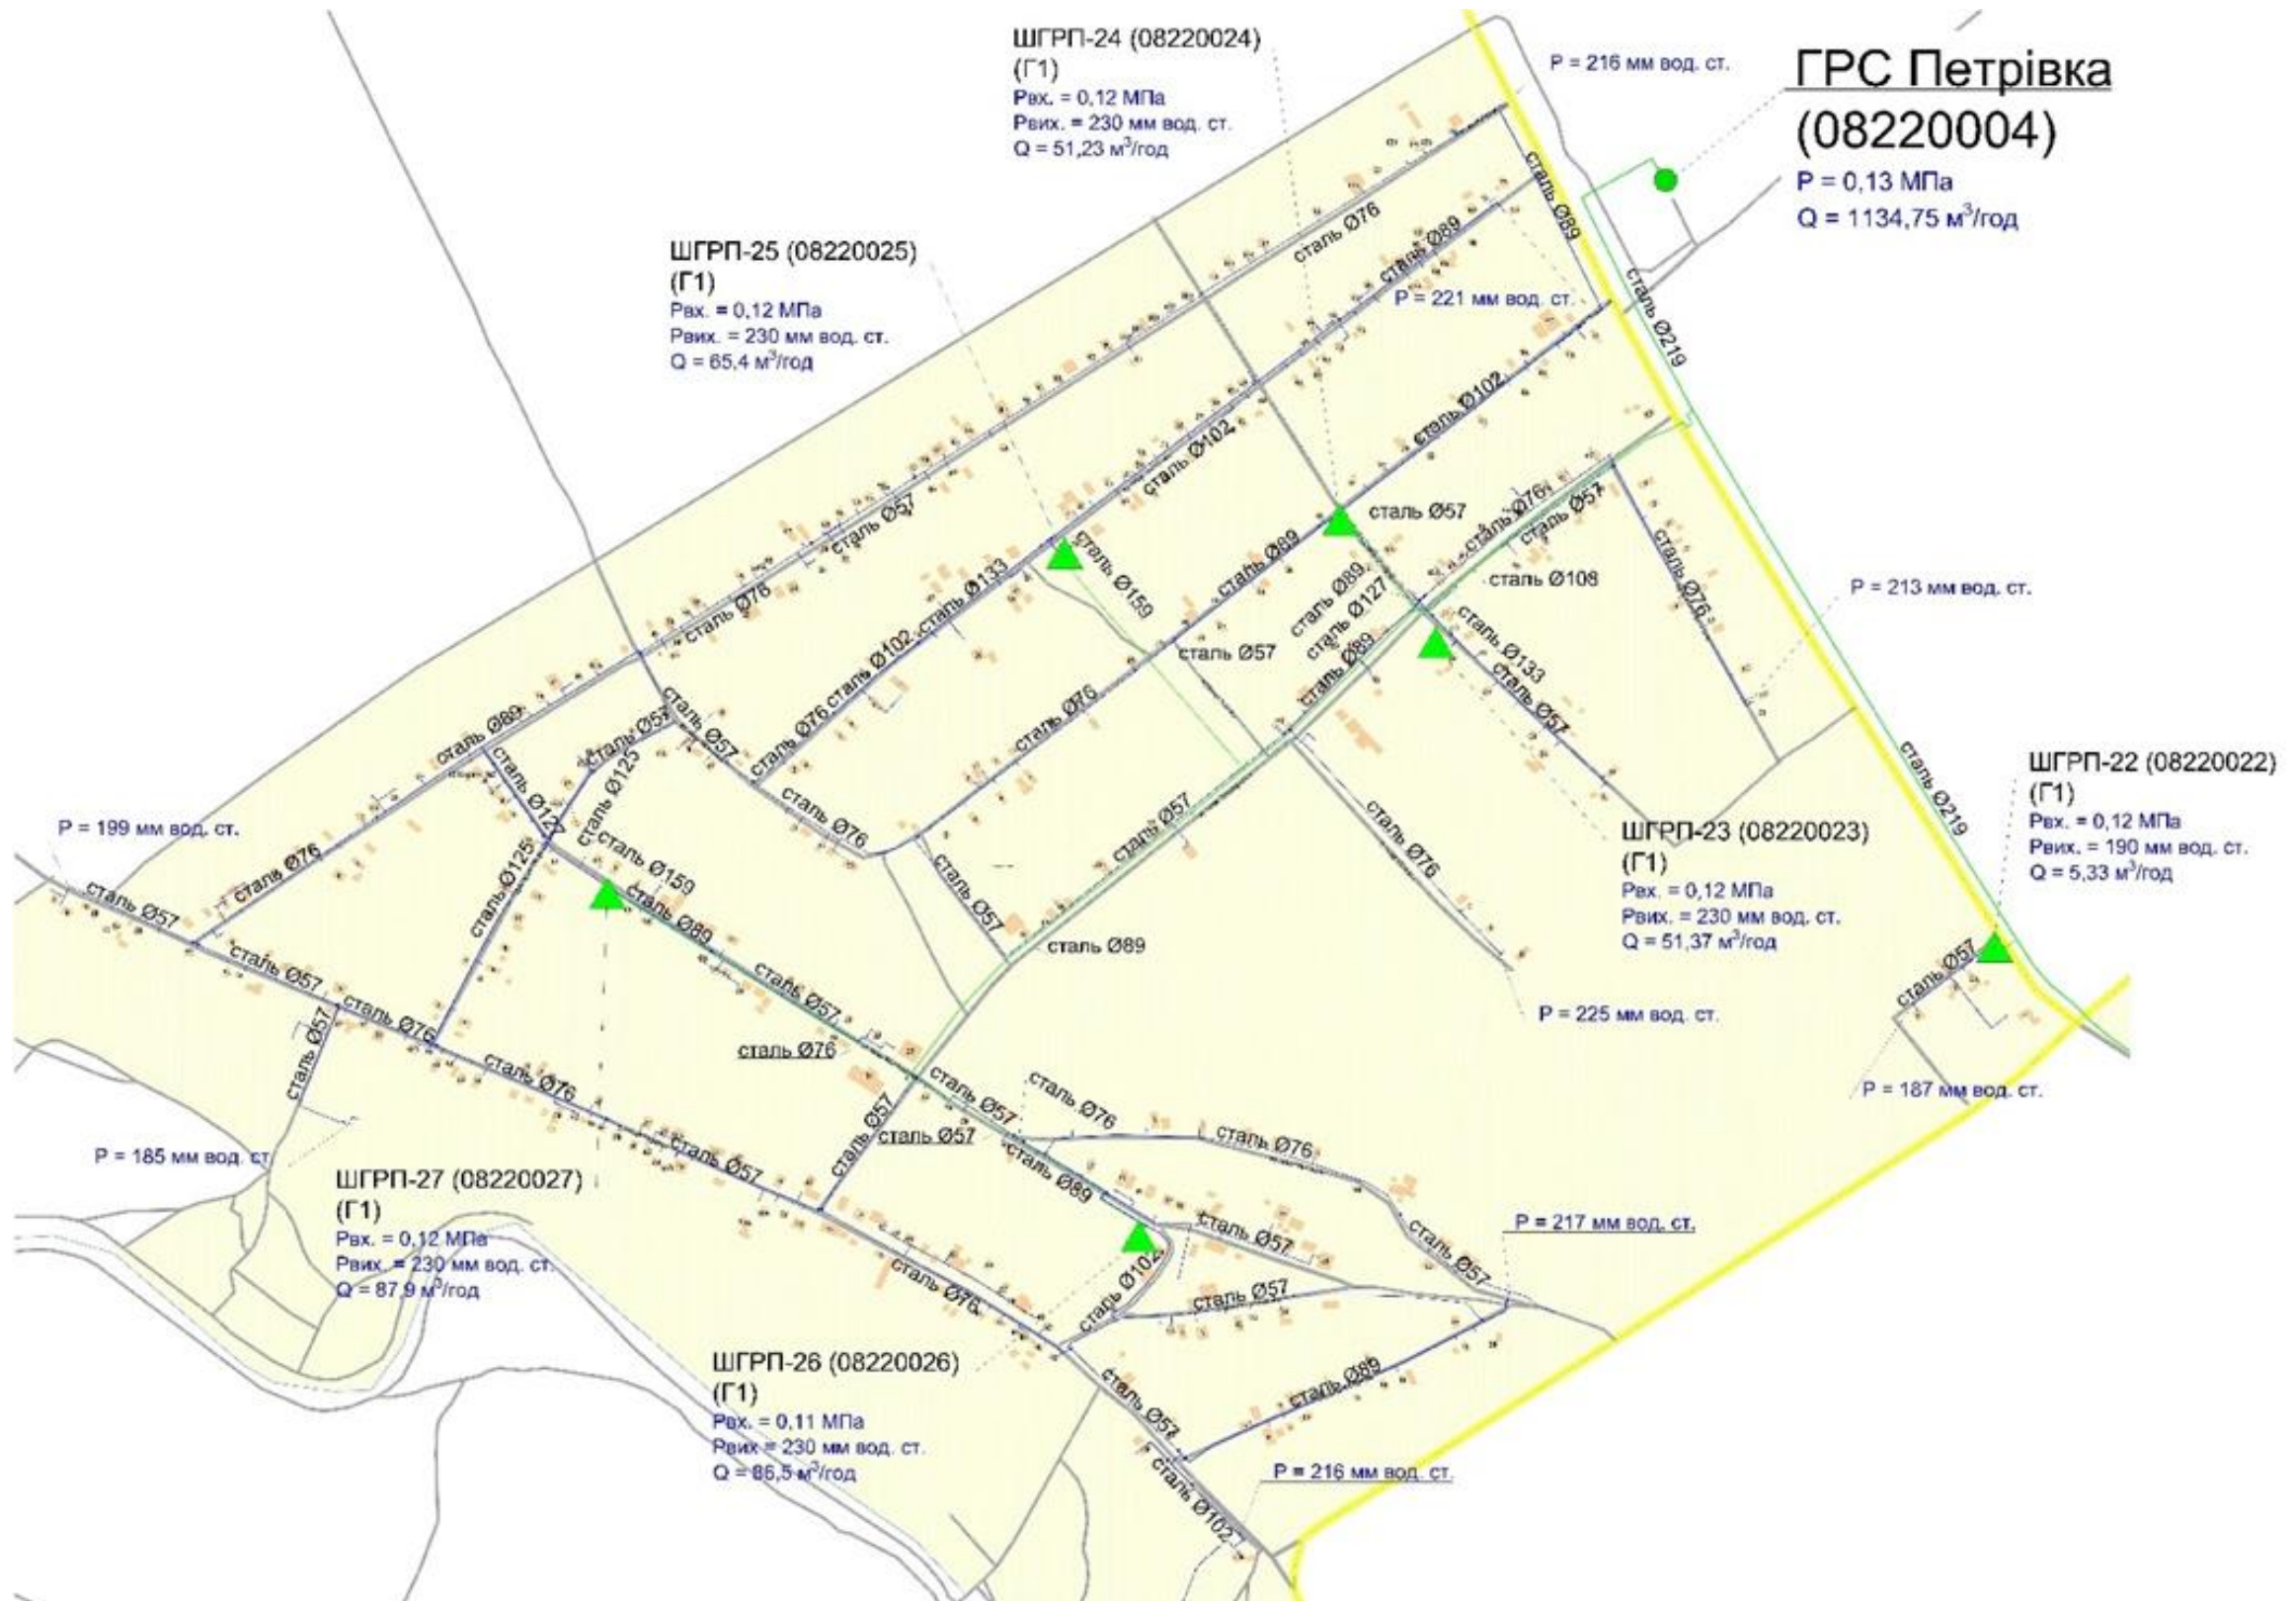 ШГРП-24 (08220024)
(Г1)
Рвх. = 0,12 МПа
Рвих. = 230 мм вод. ст.
Q = 51,23 м³/год
Р = 216 мм вод. ст.
ГРС Петрівка
(08220004)
Р = 0,13 МПа
Q = 1134,75 м³/год
ШГРП-25 (08220025)
(Г1)
Рвх. = 0,12 МПа
Рвих. = 230 мм вод. ст.
Q = 65,4 м³/год
сталь Ø89
сталь Ø76
сталь Ø89
Р = 221 мм вод. ст.
сталь Ø219
сталь Ø102
сталь Ø102
сталь Ø57
сталь Ø57
сталь Ø76
сталь Ø57
сталь Ø76
сталь Ø133
сталь Ø159
сталь Ø89
сталь Ø89
сталь Ø127
сталь Ø108
сталь Ø76
Р = 213 мм вод. ст.
сталь Ø102
сталь Ø57
сталь Ø89
сталь Ø133
сталь Ø57
сталь Ø76
сталь Ø76
сталь Ø89
сталь Ø57
сталь Ø57
сталь Ø125
сталь Ø127
сталь Ø76
сталь Ø57
сталь Ø76
сталь Ø219
ШГРП-22 (08220022)
(Г1)
Рвх. = 0,12 МПа
Рвих. = 190 мм вод. ст.
Q = 5,33 м³/год
ШГРП-23 (08220023)
(Г1)
Рвх. = 0,12 МПа
Рвих. = 230 мм вод. ст.
Q = 51,37 м³/год
Р = 199 мм вод. ст.
сталь Ø76
сталь Ø57
сталь Ø125
сталь Ø159
сталь Ø89
сталь Ø57
сталь Ø89
сталь Ø57
сталь Ø57
сталь Ø57
сталь Ø76
сталь Ø57
сталь Ø76
Р = 225 мм вод. ст.
сталь Ø76
сталь Ø57
сталь Ø76
Р = 187 мм вод. ст.
сталь Ø57
сталь Ø57
сталь Ø57
сталь Ø76
сталь Ø89
Р = 185 мм вод. ст.
ШГРП-27 (08220027)
(Г1)
Рвх. = 0,12 МПа
Рвих. = 230 мм вод. ст.
Q = 87,9 м³/год
сталь Ø57
сталь Ø57
Р = 217 мм вод. ст.
сталь Ø76
сталь Ø102
сталь Ø57
ШГРП-26 (08220026)
(Г1)
Рвх. = 0,11 МПа
Рвих = 230 мм вод. ст.
Q = 86,5 м³/год
сталь Ø89
сталь Ø57
сталь Ø102
Р = 216 мм вод. ст.